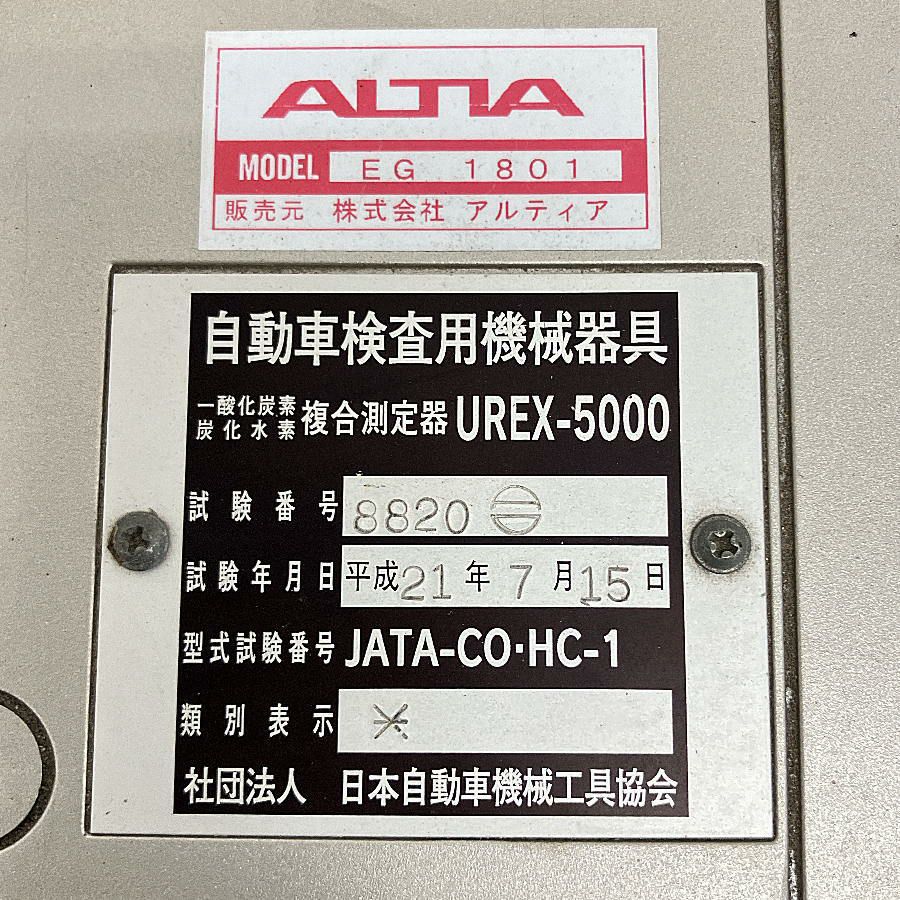 ALTIA
MODEL EG 1801
販売元 株式会社 アルティア
自動車検査用機械器具
一酸化炭素
炭化水素 複合測定器 UREX-5000
試験番号 8820
試験年月日 平成21年7月15日
型式試験番号 JATA-CO・HC-1
類別表示 ※
社団法人 日本自動車機械工具協会